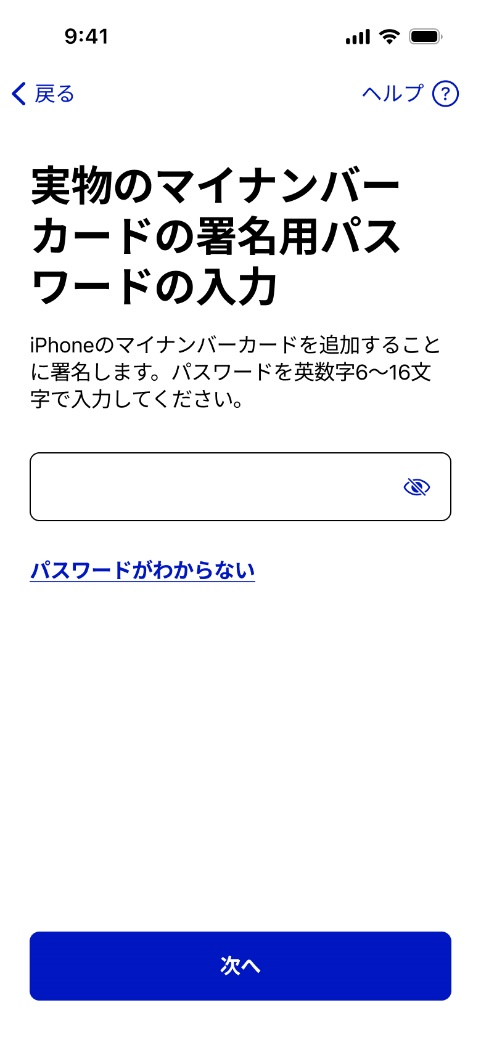 9:41
戻る
ヘルプ ?
実物のマイナンバー
カードの署名用パス
ワードの入力
iPhoneのマイナンバーカードを追加すること
に署名します。パスワードを英数字6〜16文
字で入力してください。
パスワードがわからない
次へ